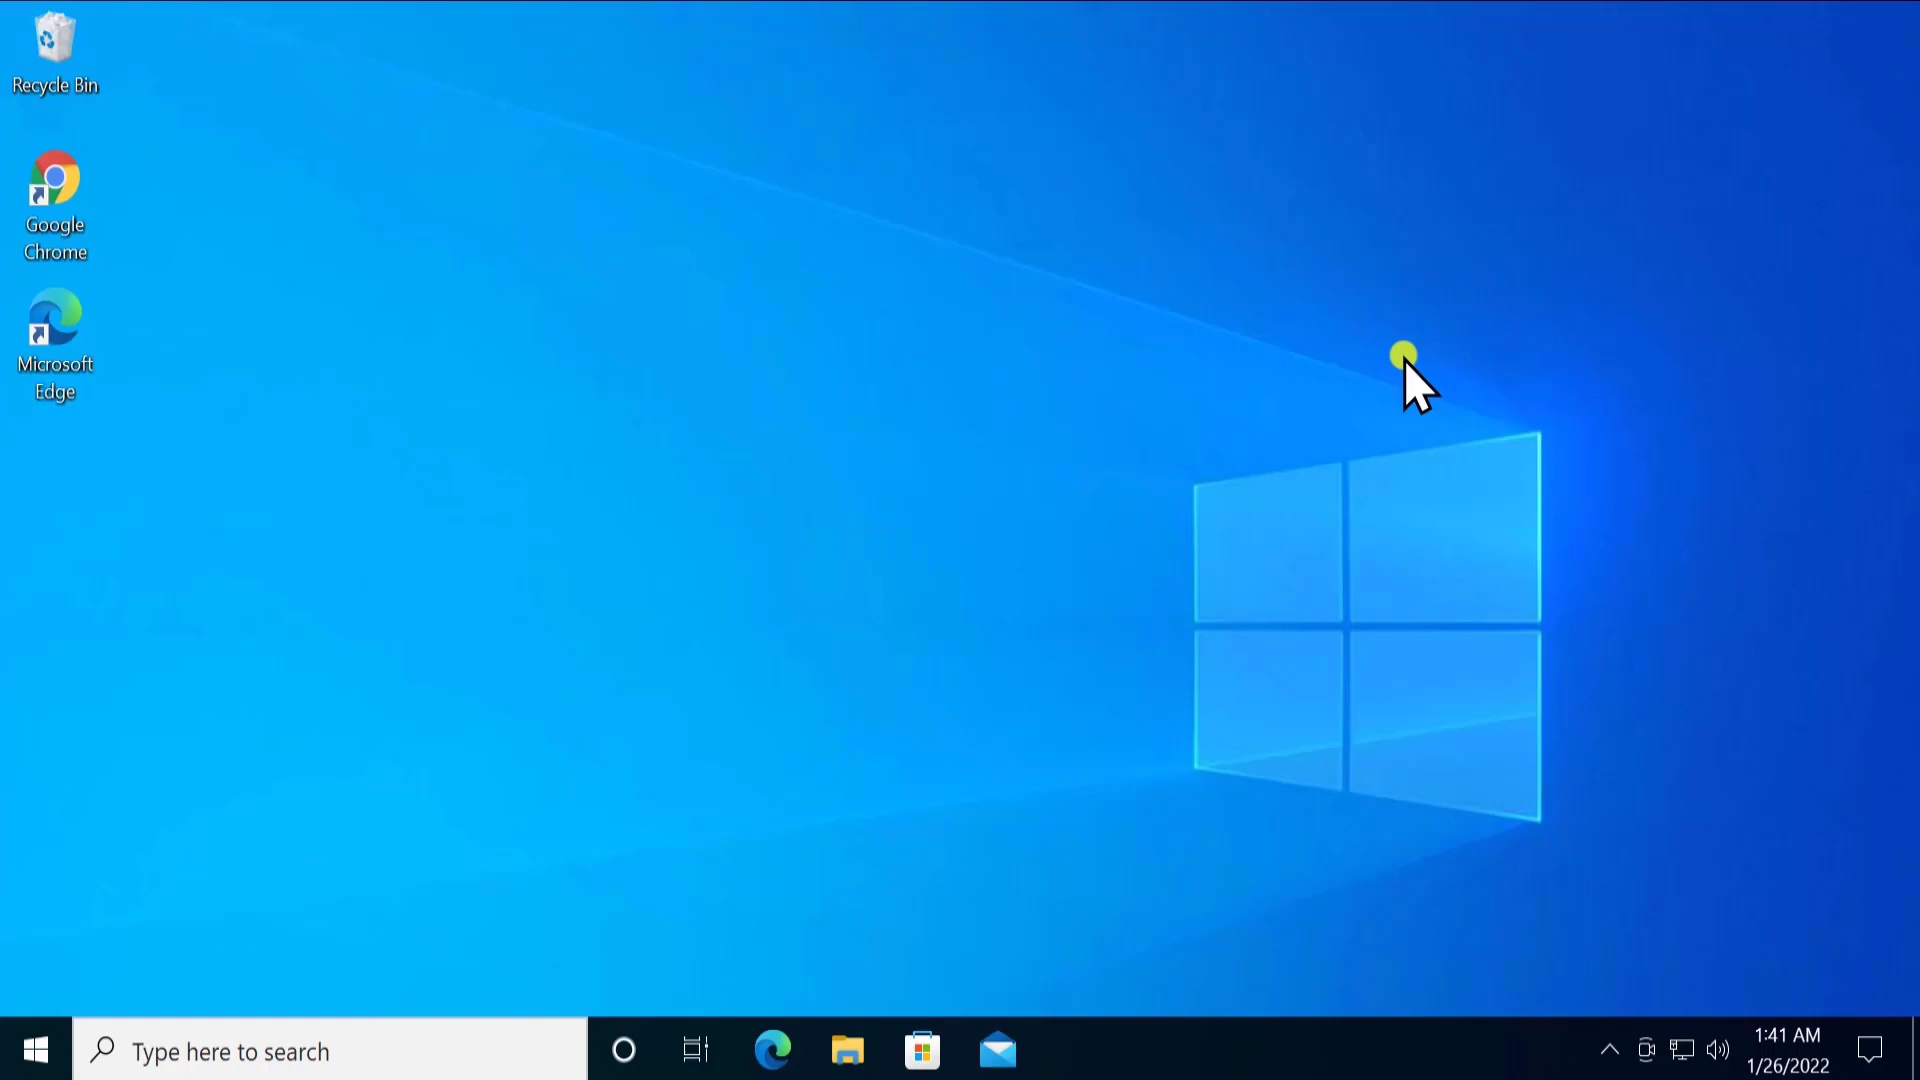 Recycle Bin
Google
Chrome
Microsoft
Edge
Type here to search
1:41 AM
1/26/2022